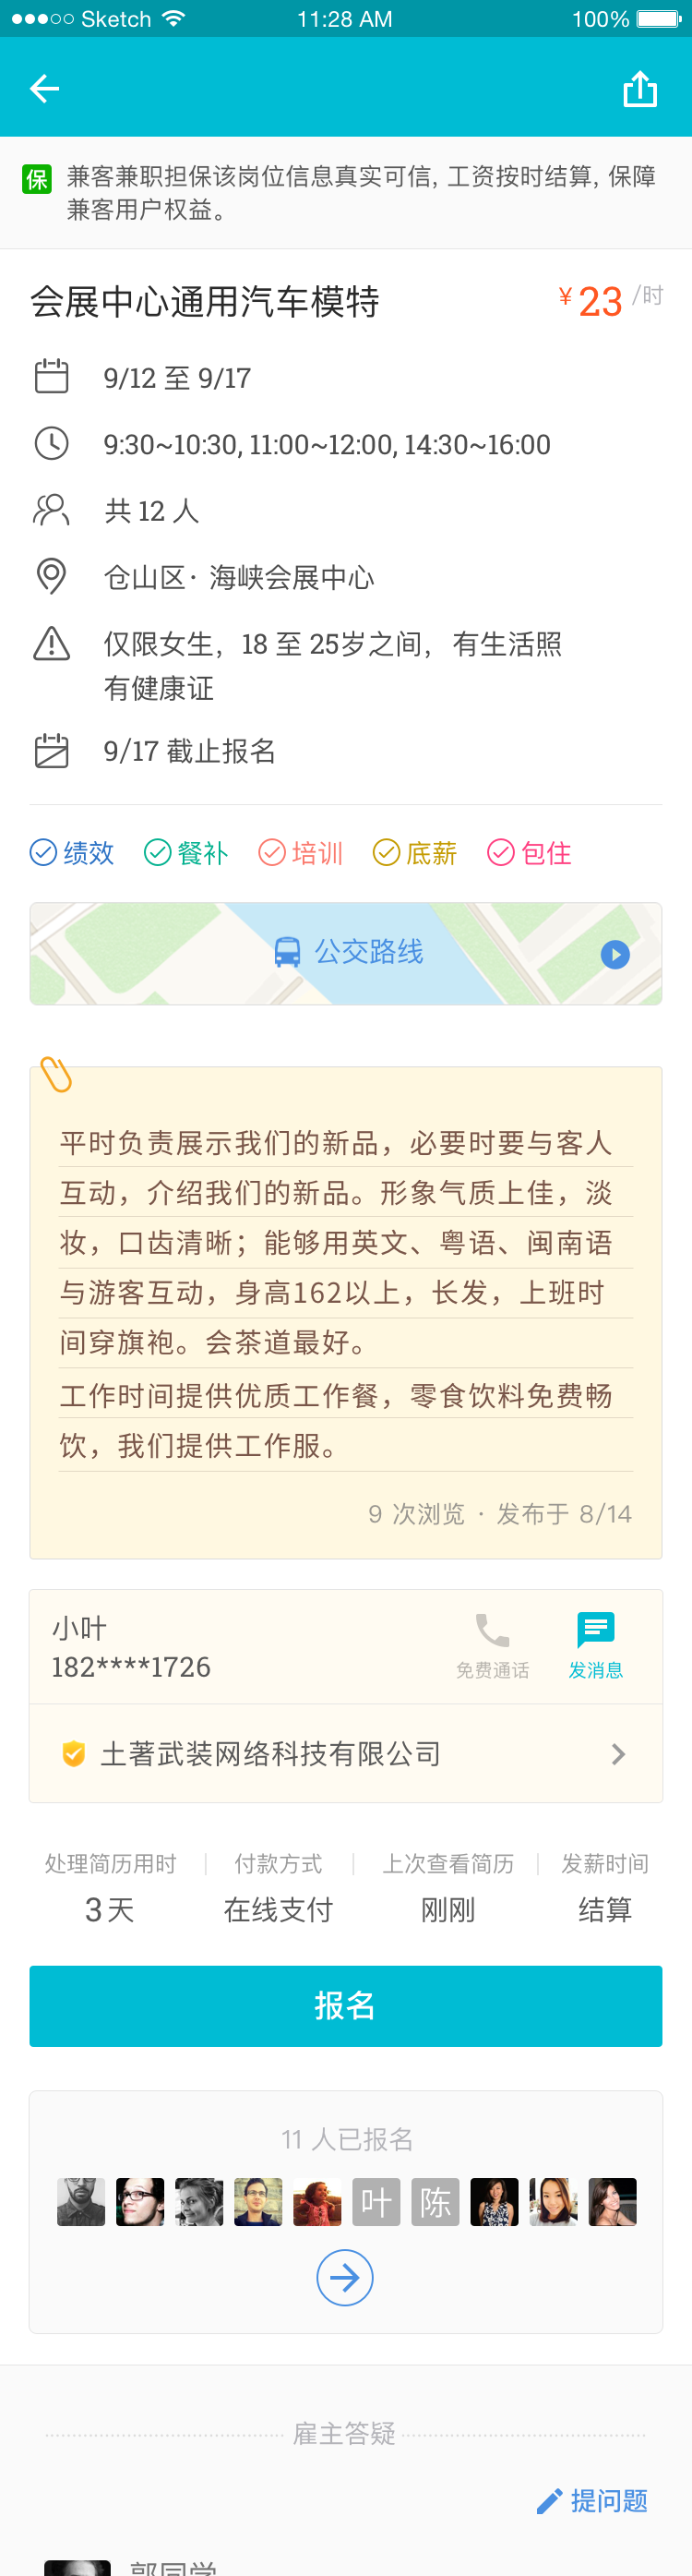 Sketch 11:28 AM 100%
保 兼客兼职担保该岗位信息真实可信, 工资按时结算, 保障
兼客用户权益。
会展中心通用汽车模特 ¥ 23 /时
9/12 至 9/17
9:30~10:30, 11:00~12:00, 14:30~16:00
共 12 人
仓山区· 海峡会展中心
仅限女生，18 至 25岁之间，有生活照
有健康证
9/17 截止报名
绩效 餐补 培训 底薪 包住
公交路线
平时负责展示我们的新品，必要时要与客人
互动，介绍我们的新品。形象气质上佳，淡
妆，口齿清晰；能够用英文、粤语、闽南语
与游客互动，身高162以上，长发，上班时
间穿旗袍。会茶道最好。
工作时间提供优质工作餐，零食饮料免费畅
饮，我们提供工作服。
9 次浏览 · 发布于 8/14
小叶
182****1726 免费通话 发消息
土著武装网络科技有限公司
处理简历用时 付款方式 上次查看简历 发薪时间
3 天 在线支付 刚刚 结算
报名
11 人已报名
叶 陈
雇主答疑
提问题
郭同学